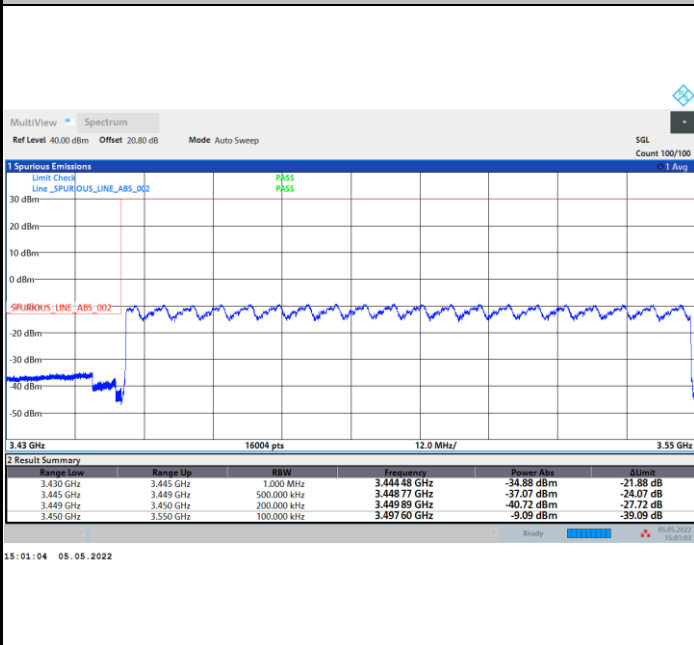 MultiView Spectrum
Ref Level 40.00 dBm Offset 20.80 dB Mode Auto Sweep SGL
Count 100/100
1 Spurious Emissions 1 Avg
Limit Check PASS
Line _SPURIOUS_LINE_ABS_002 PASS
30 dBm
20 dBm
10 dBm
0 dBm
SPURIOUS_LINE_ABS_002
-20 dBm
-30 dBm
-40 dBm
-50 dBm
3.43 GHz 16004 pts 12.0 MHz/ 3.55 GHz
2 Result Summary
Range Low Range Up RBW Frequency Power Abs ΔLimit
3.430 GHz 3.445 GHz 1.000 MHz 3.444 48 GHz -34.88 dBm -21.88 dB
3.445 GHz 3.449 GHz 500.000 kHz 3.448 77 GHz -37.07 dBm -24.07 dB
3.449 GHz 3.450 GHz 200.000 kHz 3.449 89 GHz -40.72 dBm -27.72 dB
3.450 GHz 3.550 GHz 100.000 kHz 3.497 60 GHz -9.09 dBm -39.09 dB
Ready 05.05.2022
15:01:03
15:01:04 05.05.2022